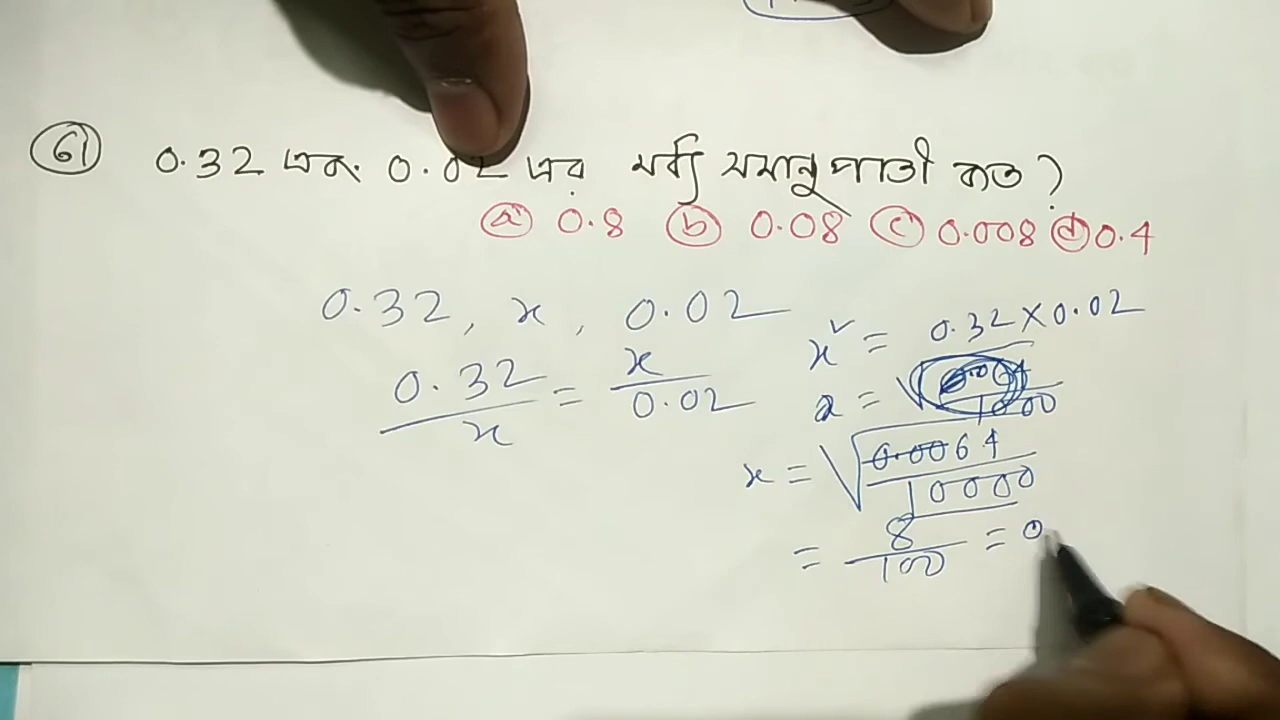 61 0.32 এবং 0.02 এর মধ্য সমানুপাতী কত ?
a 0.8 b 0.08 c 0.008 d 0.4
0.32, x, 0.02
0.32/x = x/0.02
x² = 0.32 × 0.02
x = √
x = √0.0064/10000
= 8/100 = 0